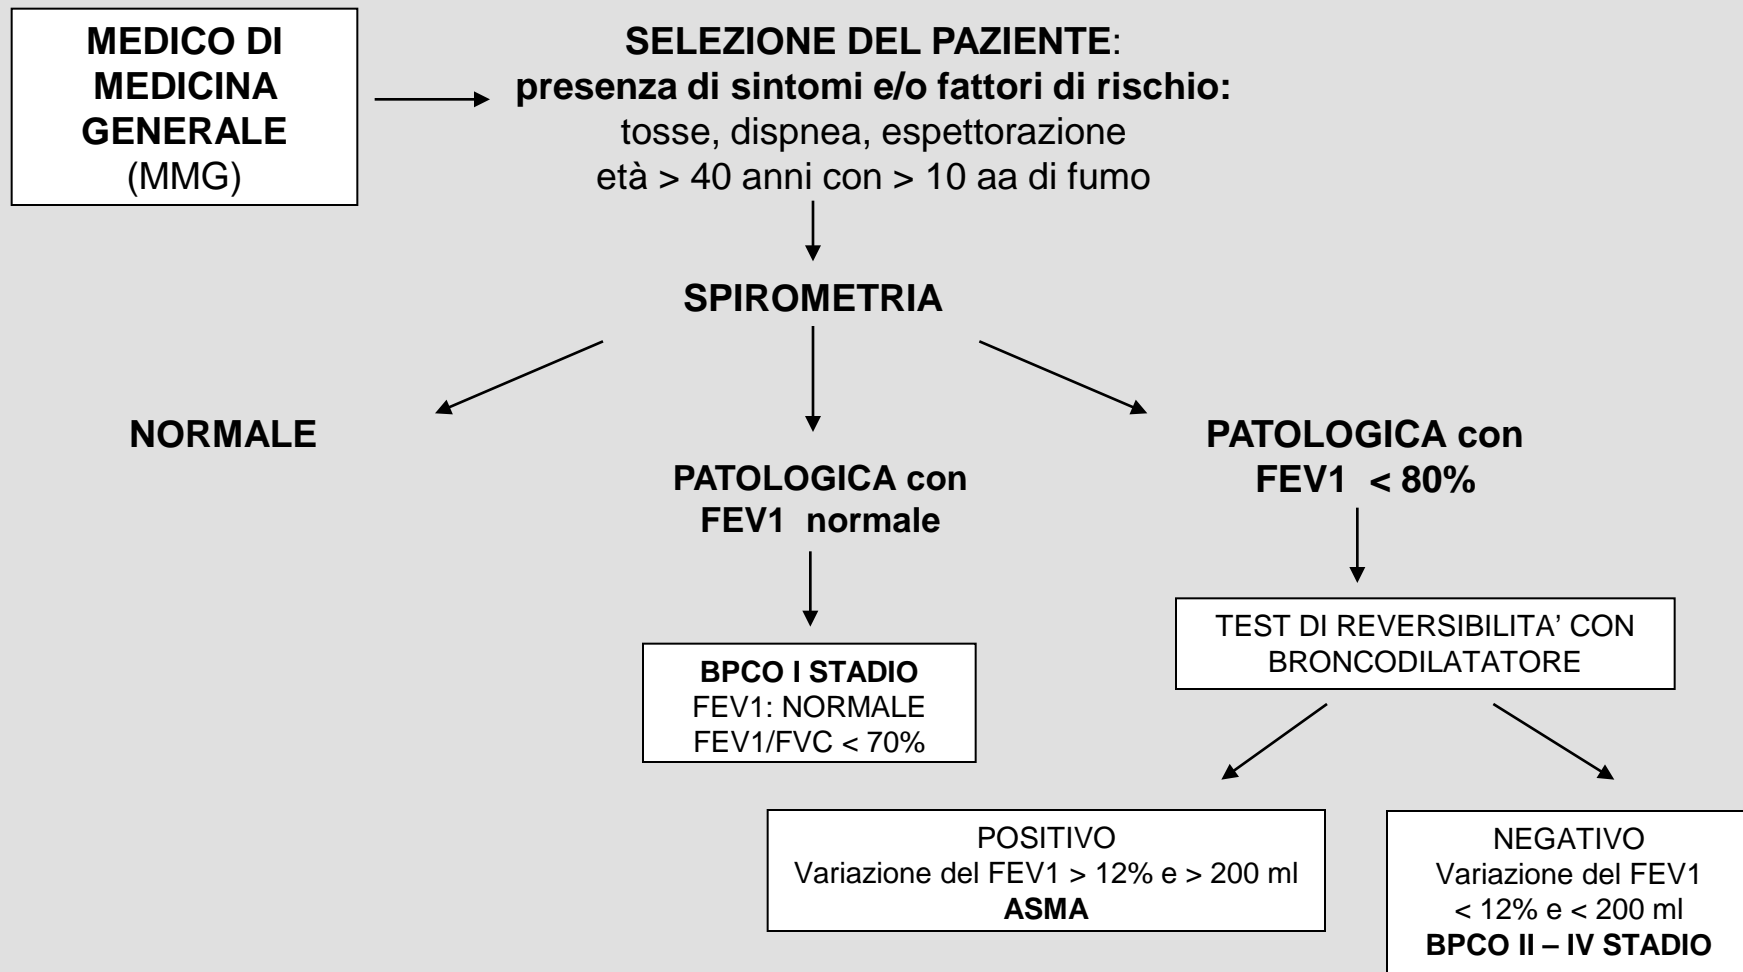 MEDICO DI
MEDICINA
GENERALE
(MMG)
SELEZIONE DEL PAZIENTE:
presenza di sintomi e/o fattori di rischio:
tosse, dispnea, espettorazione
età > 40 anni con > 10 aa di fumo
SPIROMETRIA
NORMALE
PATOLOGICA con
FEV1 normale
PATOLOGICA con
FEV1 < 80%
BPCO I STADIO
FEV1: NORMALE
FEV1/FVC < 70%
TEST DI REVERSIBILITA’ CON
BRONCODILATATORE
POSITIVO
Variazione del FEV1 > 12% e > 200 ml
ASMA
NEGATIVO
Variazione del FEV1
< 12% e < 200 ml
BPCO II – IV STADIO